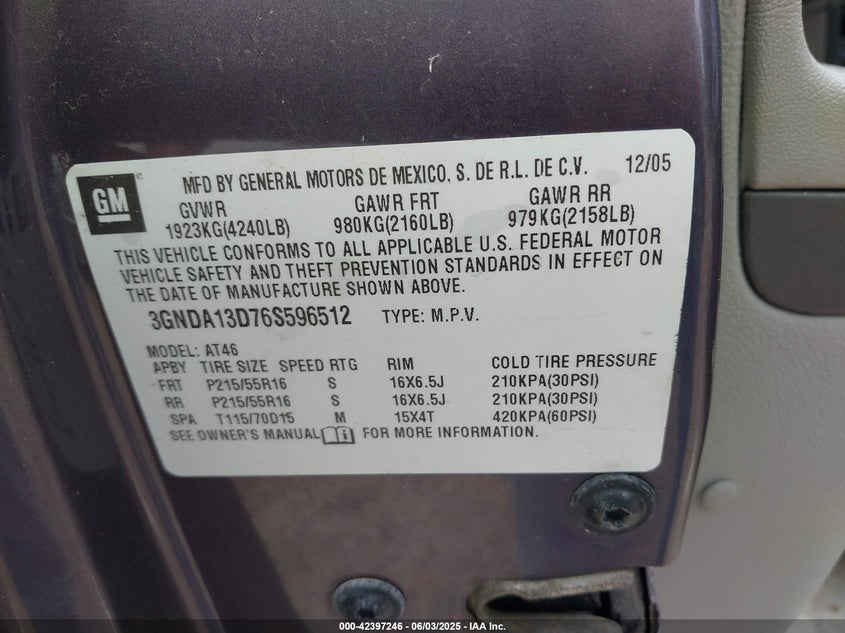 GM
MFD BY GENERAL MOTORS DE MEXICO, S. DE R.L. DE C.V. 12/05
GVWR GAWR FRT GAWR RR
1923KG(4240LB) 980KG(2160LB) 979KG(2158LB)
THIS VEHICLE CONFORMS TO ALL APPLICABLE U.S. FEDERAL MOTOR
VEHICLE SAFETY AND THEFT PREVENTION STANDARDS IN EFFECT ON
THE DATE OF MANUFACTURE SHOWN ABOVE.
3GNDA13D76S596512 TYPE: M.P.V.
MODEL: AT46
APBY TIRE SIZE SPEED RTG RIM COLD TIRE PRESSURE
FRT P215/55R16 S 16X6.5J 210KPA(30PSI)
RR P215/55R16 S 16X6.5J 210KPA(30PSI)
SPA T115/70D15 M 15X4T 420KPA(60PSI)
SEE OWNER'S MANUAL i FOR MORE INFORMATION.
000-42397246 - 06/03/2025 - IAA Inc.